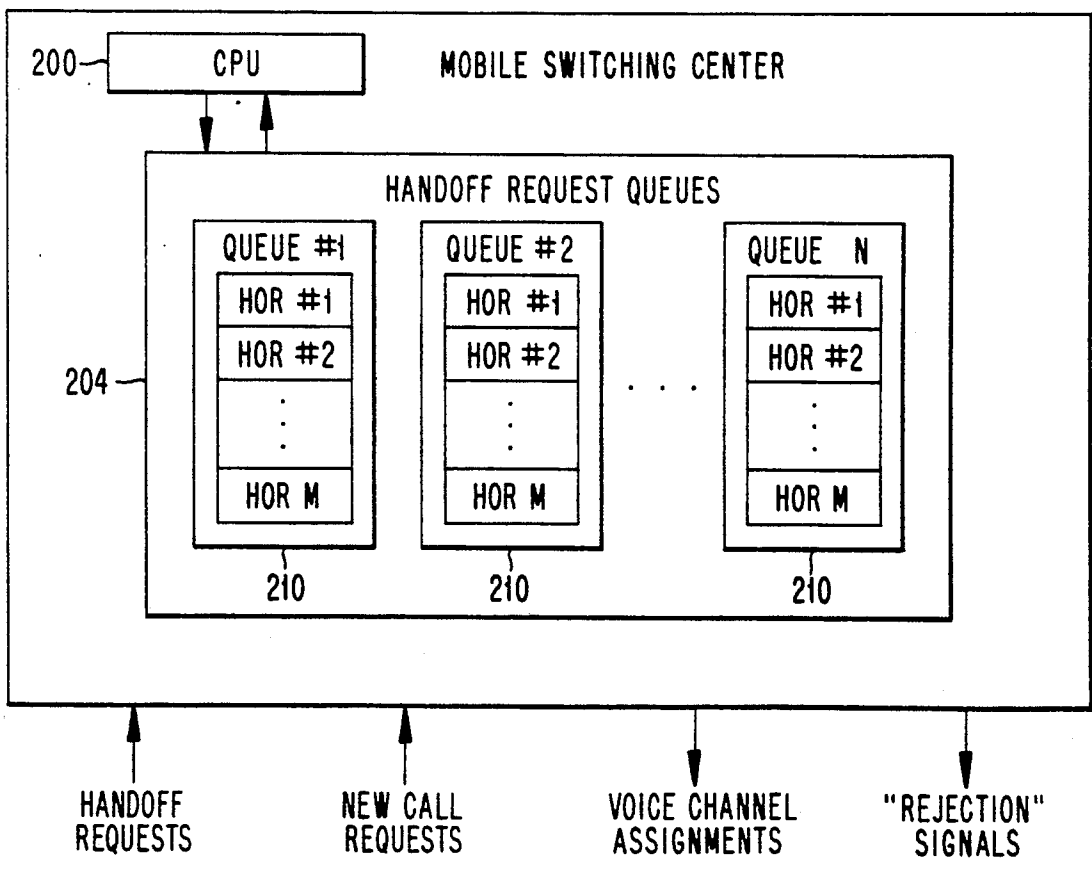 200
CPU
MOBILE SWITCHING CENTER
HANDOFF REQUEST QUEUES
QUEUE #1
HOR #1
HOR #2
HOR M
210
QUEUE #2
HOR #1
HOR #2
HOR M
210
. . .
QUEUE N
HOR #1
HOR #2
HOR M
210
204
HANDOFF
REQUESTS
NEW CALL
REQUESTS
VOICE CHANNEL
ASSIGNMENTS
"REJECTION"
SIGNALS